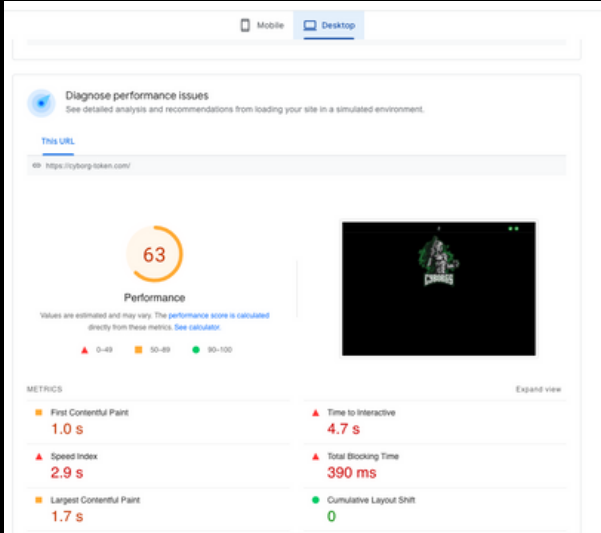 Mobile
Desktop
Diagnose performance issues
See detailed analysis and recommendations from loading your site in a simulated environment.
This URL
https://cyborg-token.com/
63
Performance
Values are estimated and may vary. The performance score is calculated
directly from these metrics. See calculator.
0–49
50–89
90–100
METRICS
Expand view
First Contentful Paint
1.0 s
Time to Interactive
4.7 s
Speed Index
2.9 s
Total Blocking Time
390 ms
Largest Contentful Paint
1.7 s
Cumulative Layout Shift
0